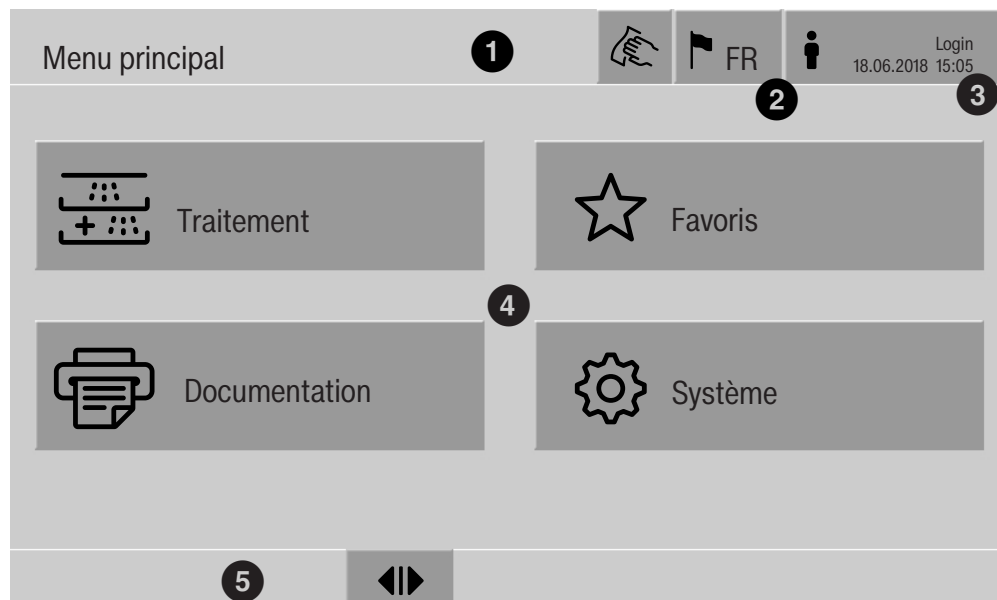 Menu principal
1
FR
Login
18.06.2018 15:05
2
3
Traitement
Favoris
4
Documentation
Système
5